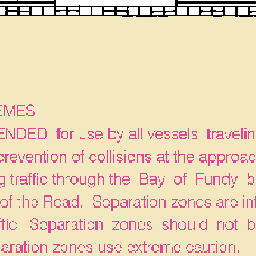 EMES
ENDED for use by all vessels travelin
prevention of collisions at the approac
g traffic through the Bay of Fundy b
of the Road. Separation zones are int
ffic Separation zones should not b
aration zones use extreme caution.